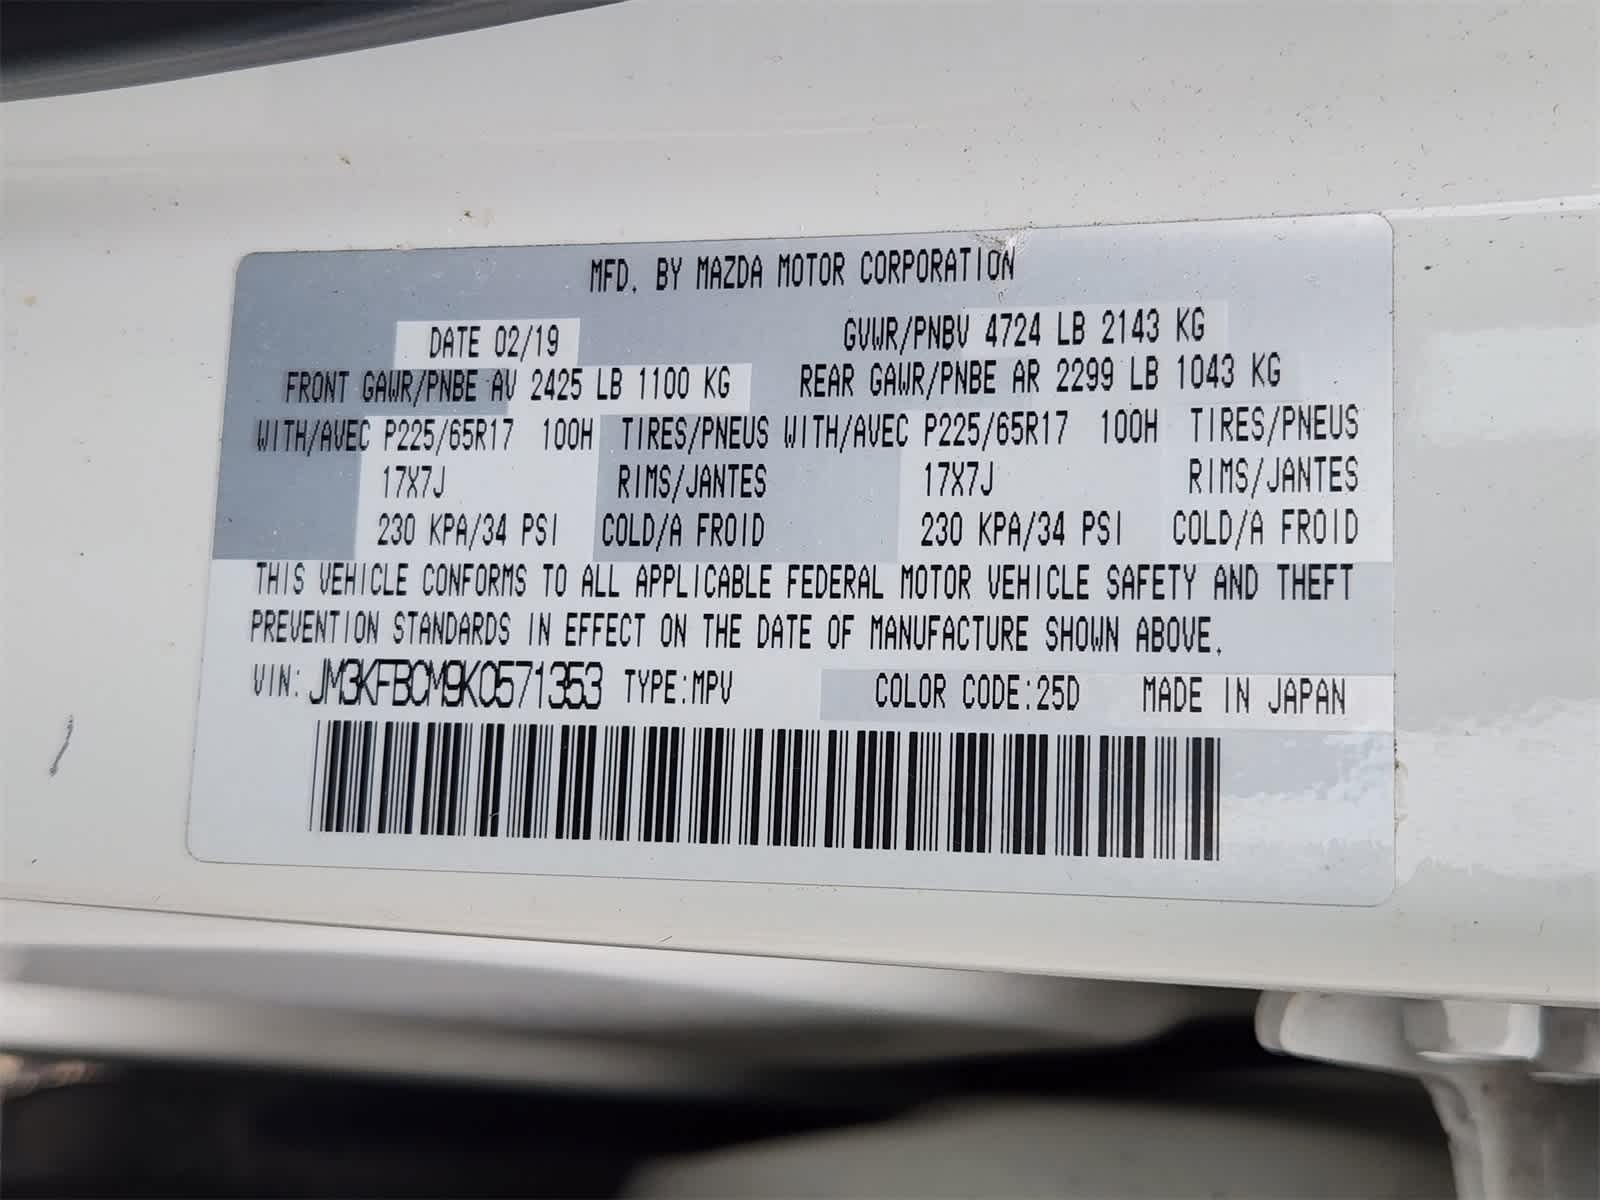 MFD. BY MAZDA MOTOR CORPORATION
DATE 02/19 GVWR/PNBV 4724 LB 2143 KG
FRONT GAWR/PNBE AV 2425 LB 1100 KG REAR GAWR/PNBE AR 2299 LB 1043 KG
WITH/AVEC P225/65R17 100H TIRES/PNEUS WITH/AVEC P225/65R17 100H TIRES/PNEUS
17X7J RIMS/JANTES 17X7J RIMS/JANTES
230 KPA/34 PSI COLD/A FROID 230 KPA/34 PSI COLD/A FROID
THIS VEHICLE CONFORMS TO ALL APPLICABLE FEDERAL MOTOR VEHICLE SAFETY AND THEFT
PREVENTION STANDARDS IN EFFECT ON THE DATE OF MANUFACTURE SHOWN ABOVE.
VIN: JM3KFBCM9K0571353 TYPE:MPV COLOR CODE:25D MADE IN JAPAN